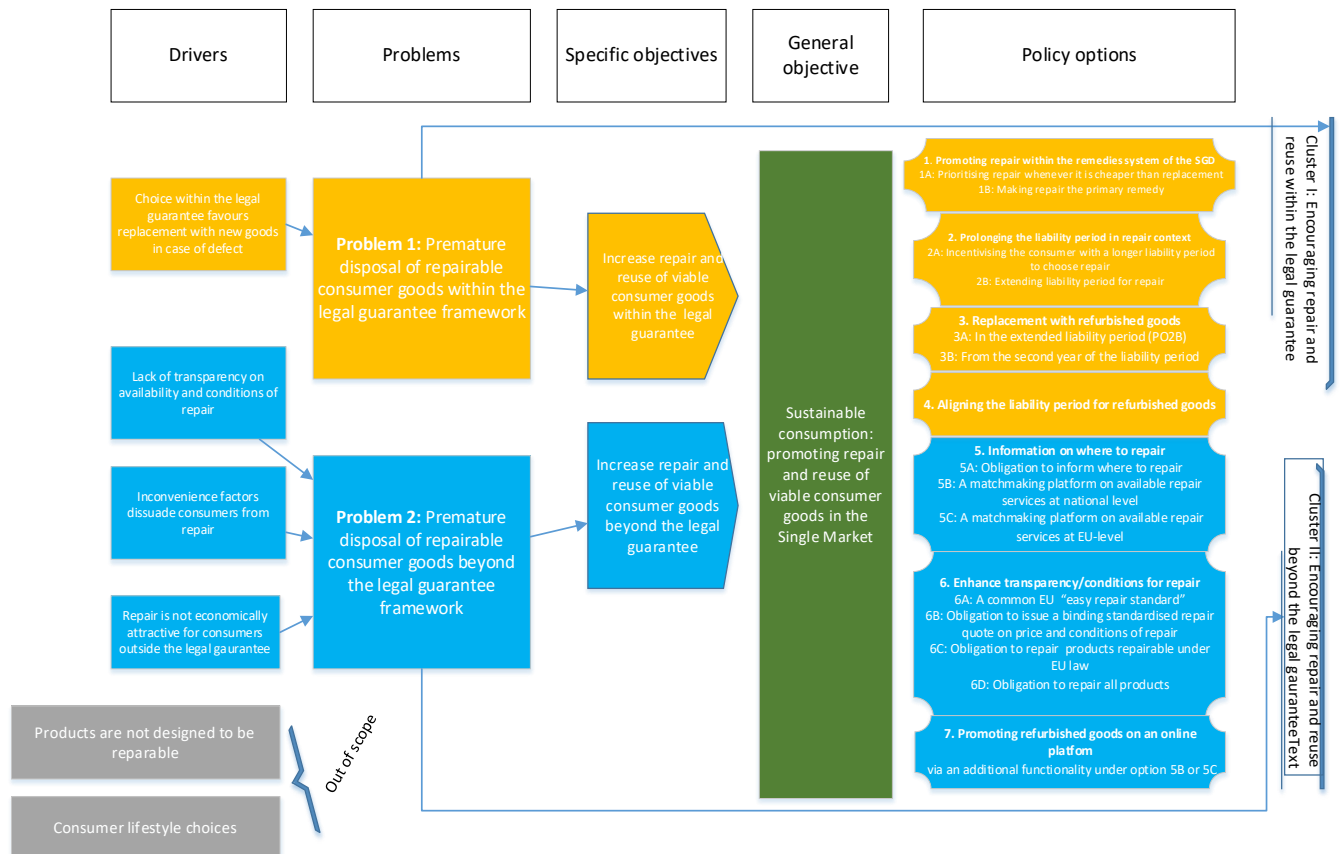 Drivers
Problems
Specific objectives
General
objective
Policy options
Choice within the legal
guarantee favours
replacement with new goods
in case of defect
Lack of transparency on
availability and conditions of
repair
Inconvenience factors
dissuade consumers from
repair
Repair is not economically
attractive for consumers
outside the legal gaurantee
Products are not designed to be
reparable
Consumer lifestyle choices
Out of scope
Problem 1: Premature
disposal of repairable
consumer goods within the
legal guarantee framework
Problem 2: Premature
disposal of repairable
consumer goods beyond
the legal guarantee
framework
Increase repair and
reuse of viable
consumer goods
within the legal
guarantee
Increase repair and
reuse of viable
consumer goods
beyond the legal
guarantee
Sustainable
consumption:
promoting repair
and reuse of
viable consumer
goods in the
Single Market
1. Promoting repair within the remedies system of the SGD
1A: Prioritising repair whenever it is cheaper than replacement
1B: Making repair the primary remedy
2. Prolonging the liability period in repair context
2A: Incentivising the consumer with a longer liability period
to choose repair
2B: Extending liability period for repair
3. Replacement with refurbished goods
3A: In the extended liability period (PO2B)
3B: From the second year of the liability period
4. Aligning the liability period for refurbished goods
5. Information on where to repair
5A: Obligation to inform where to repair
5B: A matchmaking platform on available repair
services at national level
5C: A matchmaking platform on available repair
services at EU-level
6. Enhance transparency/conditions for repair
6A: A common EU “easy repair standard”
6B: Obligation to issue a binding standardised repair
quote on price and conditions of repair
6C: Obligation to repair products repairable under
EU law
6D: Obligation to repair all products
7. Promoting refurbished goods on an online
platfom
via an additional functionality under option 5B or 5C
Cluster I: Encouraging repair and
reuse within the legal guarantee
Cluster II: Encouraging repair and reuse
beyond the legal gauranteeText